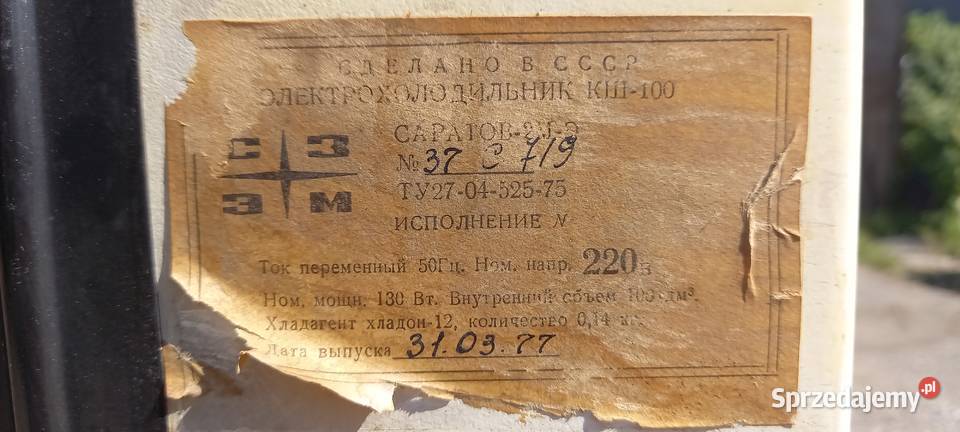 СДЕЛАНО В СССР
ЭЛЕКТРОХОЛОДИЛЬНИК КШ-100
САРАТОВ-
СЗ
ЭМ
№ 37 С 719
ТУ27-04-525-75
ИСПОЛНЕНИЕ
Ток переменный 50Гц. Ном. напр. 220в
Ном. мощн. 130 Вт. Внутренний объем 100 дм³.
Хладагент хладон-12, количество 0,14 кг.
Дата выпуска 31.03.77
Sprzedajemy.pl